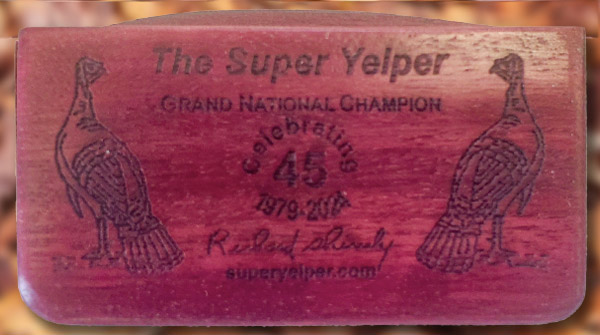 The Super Yelper
GRAND NATIONAL CHAMPION
Celebrating
45
1979-2024
superyelper.com